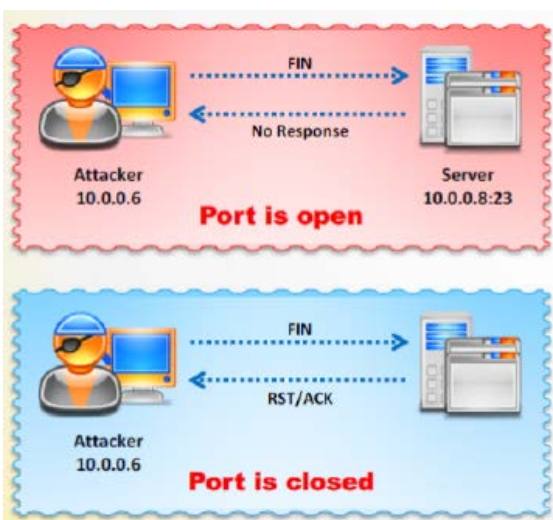 FIN
No Response
Attacker
10.0.0.6
Server
10.0.0.8:23
Port is open
FIN
RST/ACK
Attacker
10.0.0.6
Port is closed